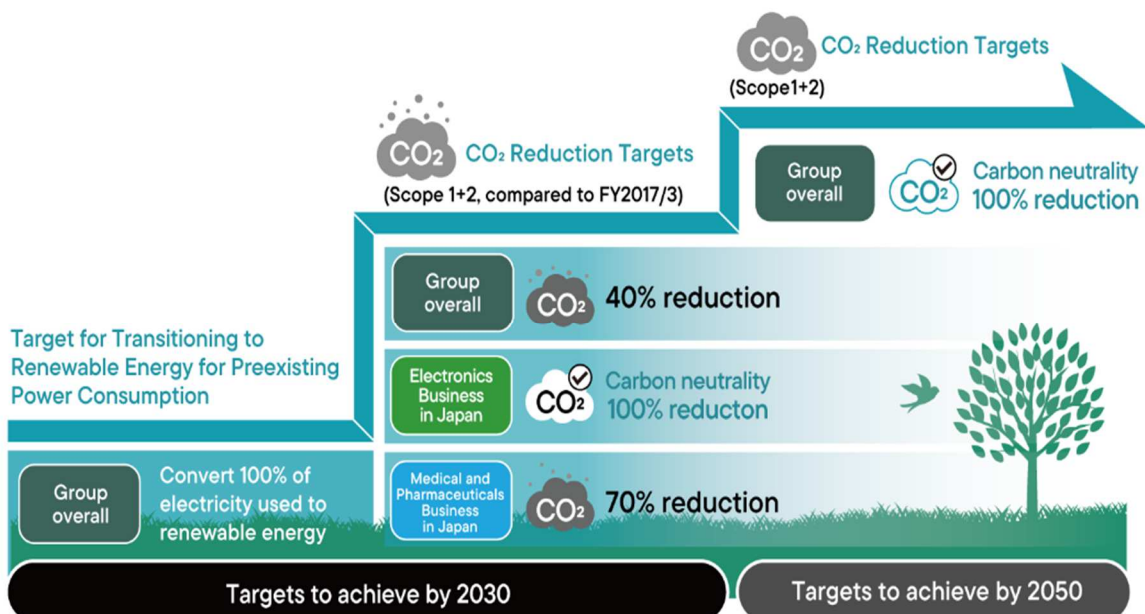 Target for Transitioning to
Renewable Energy for Preexisting
Power Consumption
Group
overall
Convert 100% of
electricity used to
renewable energy
CO₂
CO₂ Reduction Targets
(Scope 1+2, compared to FY2017/3)
Group
overall
CO₂
40% reduction
Electronics
Business
in Japan
CO₂
Carbon neutrality
100% reducton
Medical and
Pharmaceuticals
Business
in Japan
CO₂
70% reduction
Targets to achieve by 2030
CO₂
CO₂ Reduction Targets
(Scope1+2)
Group
overall
CO₂
Carbon neutrality
100% reduction
Targets to achieve by 2050